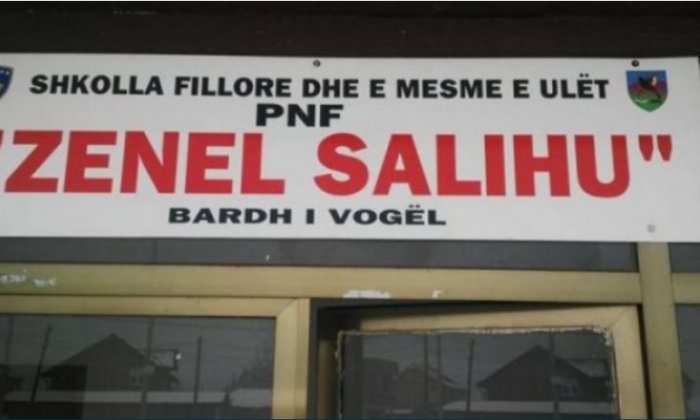 SHKOLLA FILLORE DHE E MESME E ULËT
PNF
"ZENEL SALIHU"
BARDH I VOGËL